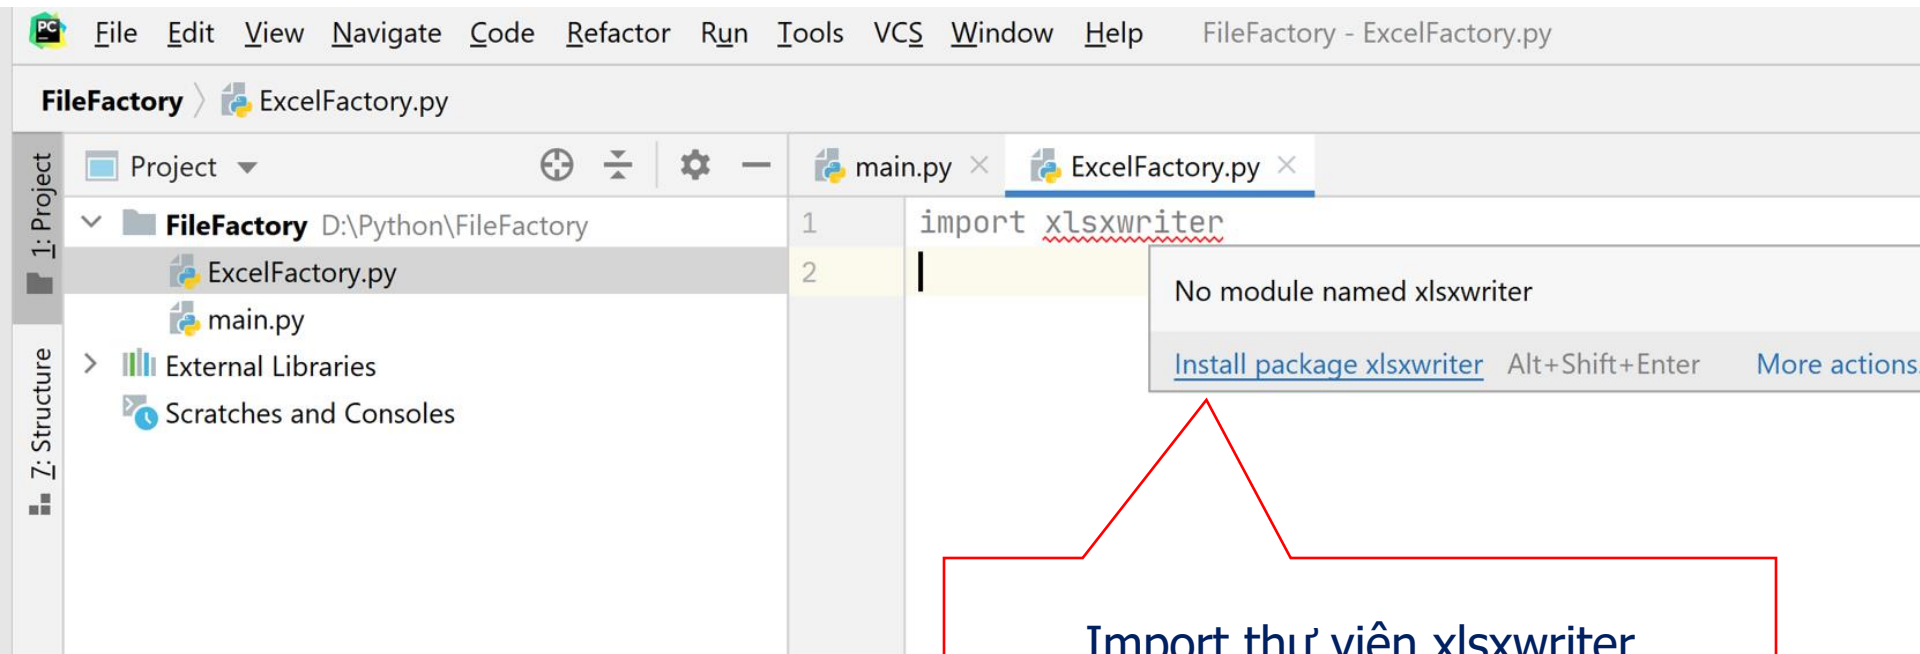 PC File Edit View Navigate Code Refactor Run Tools VCS Window Help FileFactory - ExcelFactory.py
FileFactory ExcelFactory.py
1: Project
7: Structure
Project
FileFactory D:\Python\FileFactory
ExcelFactory.py
main.py
External Libraries
Scratches and Consoles
main.py ExcelFactory.py
1 import xlsxwriter
2
No module named xlsxwriter
Install package xlsxwriter Alt+Shift+Enter More actions.
Import thư viện xlsxwriter